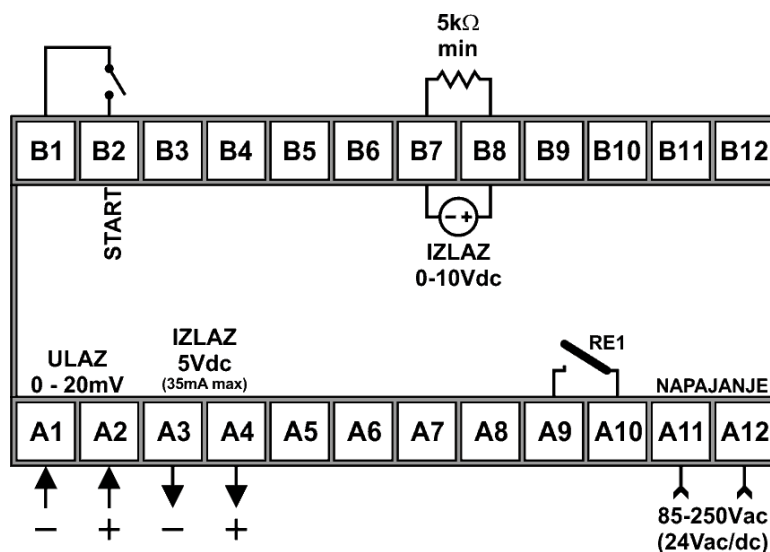 5kΩ
min
B1 B2 B3 B4 B5 B6 B7 B8 B9 B10 B11 B12
START
- +
IZLAZ
0-10Vdc
ULAZ
0 - 20mV
IZLAZ
5Vdc
(35mA max)
RE1
NAPAJANJE
A1 A2 A3 A4 A5 A6 A7 A8 A9 A10 A11 A12
− + − +
85-250Vac
(24Vac/dc)